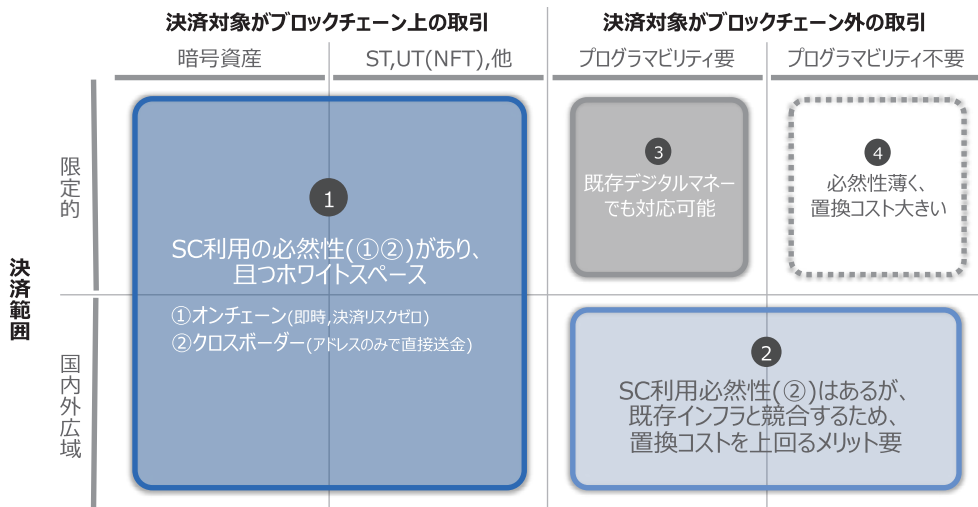 決済対象がブロックチェーン上の取引
決済対象がブロックチェーン外の取引
暗号資産
ST,UT(NFT),他
プログラマビリティ要
プログラマビリティ不要
決済範囲
限定的
国内外広域
1
SC利用の必然性(①②)があり、
且つホワイトスペース
①オンチェーン(即時,決済リスクゼロ)
②クロスボーダー(アドレスのみで直接送金)
3
既存デジタルマネー
でも対応可能
4
必然性薄く、
置換コスト大きい
2
SC利用必然性(②)はあるが、
既存インフラと競合するため、
置換コストを上回るメリット要